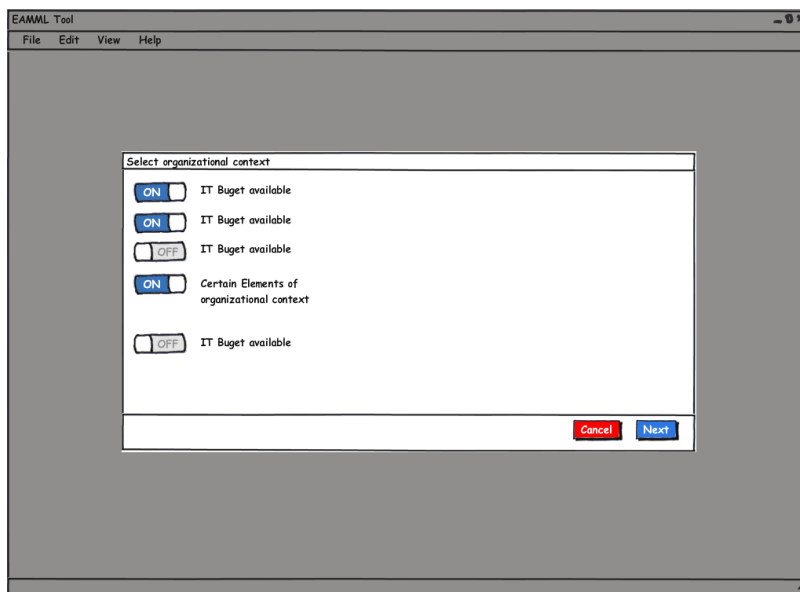 EAMML Tool
File Edit View Help
Select organizational context
ON IT Buget available
ON IT Buget available
OFF IT Buget available
ON Certain Elements of
organizational context
OFF IT Buget available
Cancel Next